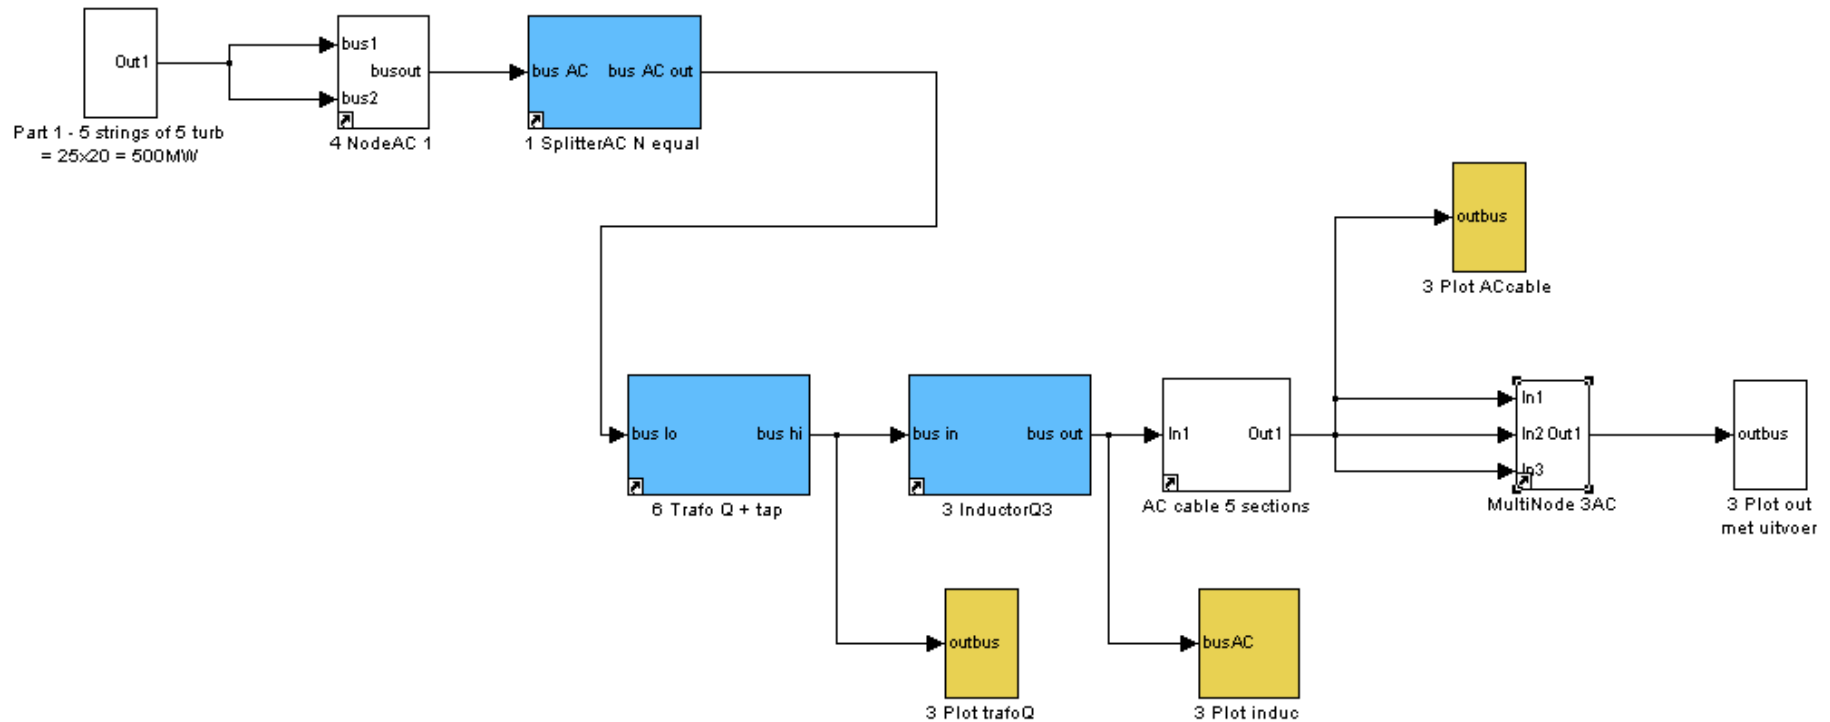 Out1
Part 1 - 5 strings of 5 turb
= 25x20 = 500MW
bus1
busout
bus2
4 NodeAC 1
bus AC
bus AC out
1 SplitterAC N equal
outbus
3 Plot ACcable
bus lo
bus hi
6 Trafo Q + tap
bus in
bus out
3 InductorQ3
In1
Out1
AC cable 5 sections
In1
In2 Out1
In3
MultiNode 3AC
outbus
3 Plot out
met uitvoer
outbus
3 Plot trafoQ
busAC
3 Plot induc